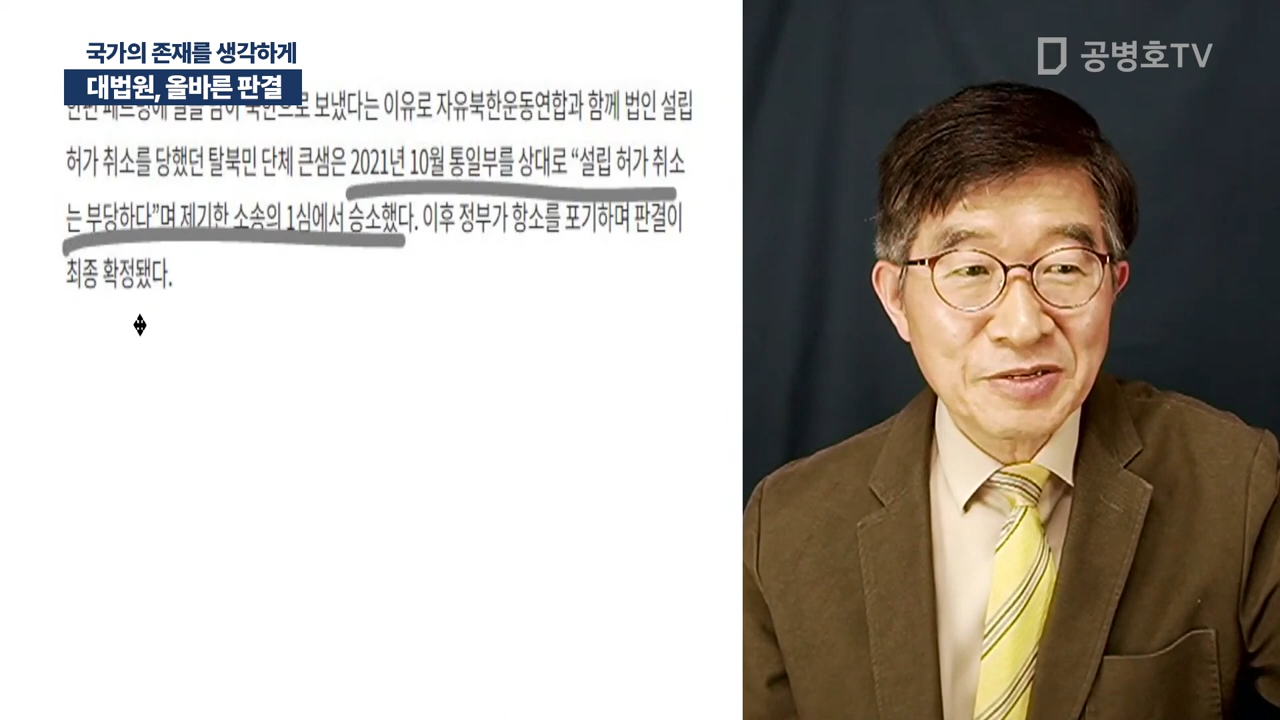 국가의 존재를 생각하게
대법원, 올바른 판결
공병호TV
보냈다는 이유로 자유북한운동연합과 함께 법인 설립
허가 취소를 당했던 탈북민 단체 큰샘은 2021년 10월 통일부를 상대로 “설립 허가 취소
는 부당하다”며 제기한 소송의 1심에서 승소했다. 이후 정부가 항소를 포기하며 판결이
최종 확정됐다.